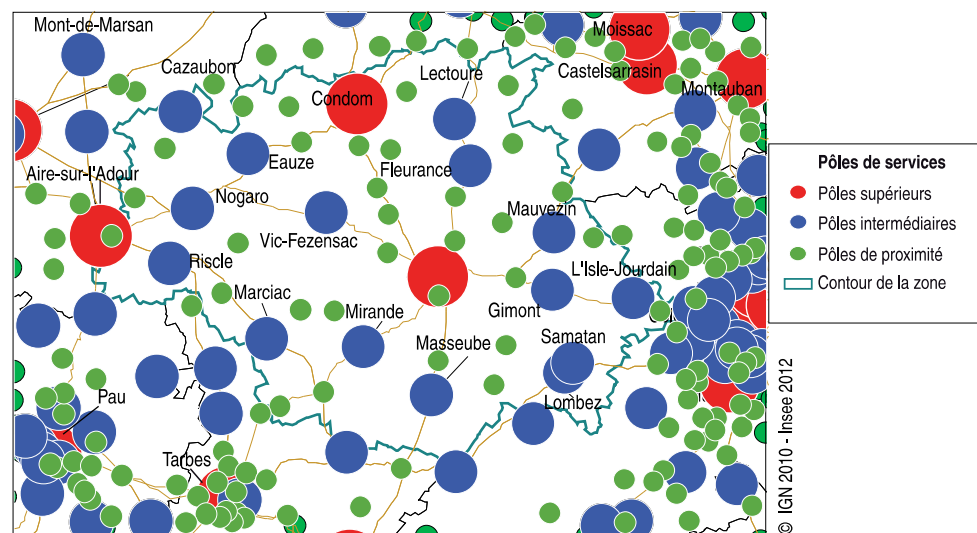 Mont-de-Marsan
Moissac
Cazaubon
Lectoure
Castelsarrasin
Condom
Montauban
Eauze
Fleurance
Aire-sur-l'Adour
Nogaro
Mauvezin
Vic-Fezensac
Riscle
L'Isle-Jourdain
Marciac
Mirande
Gimont
Masseube
Samatan
Pau
Lombez
Tarbes
Pôles de services
Pôles supérieurs
Pôles intermédiaires
Pôles de proximité
Contour de la zone
© IGN 2010 - Insee 2012